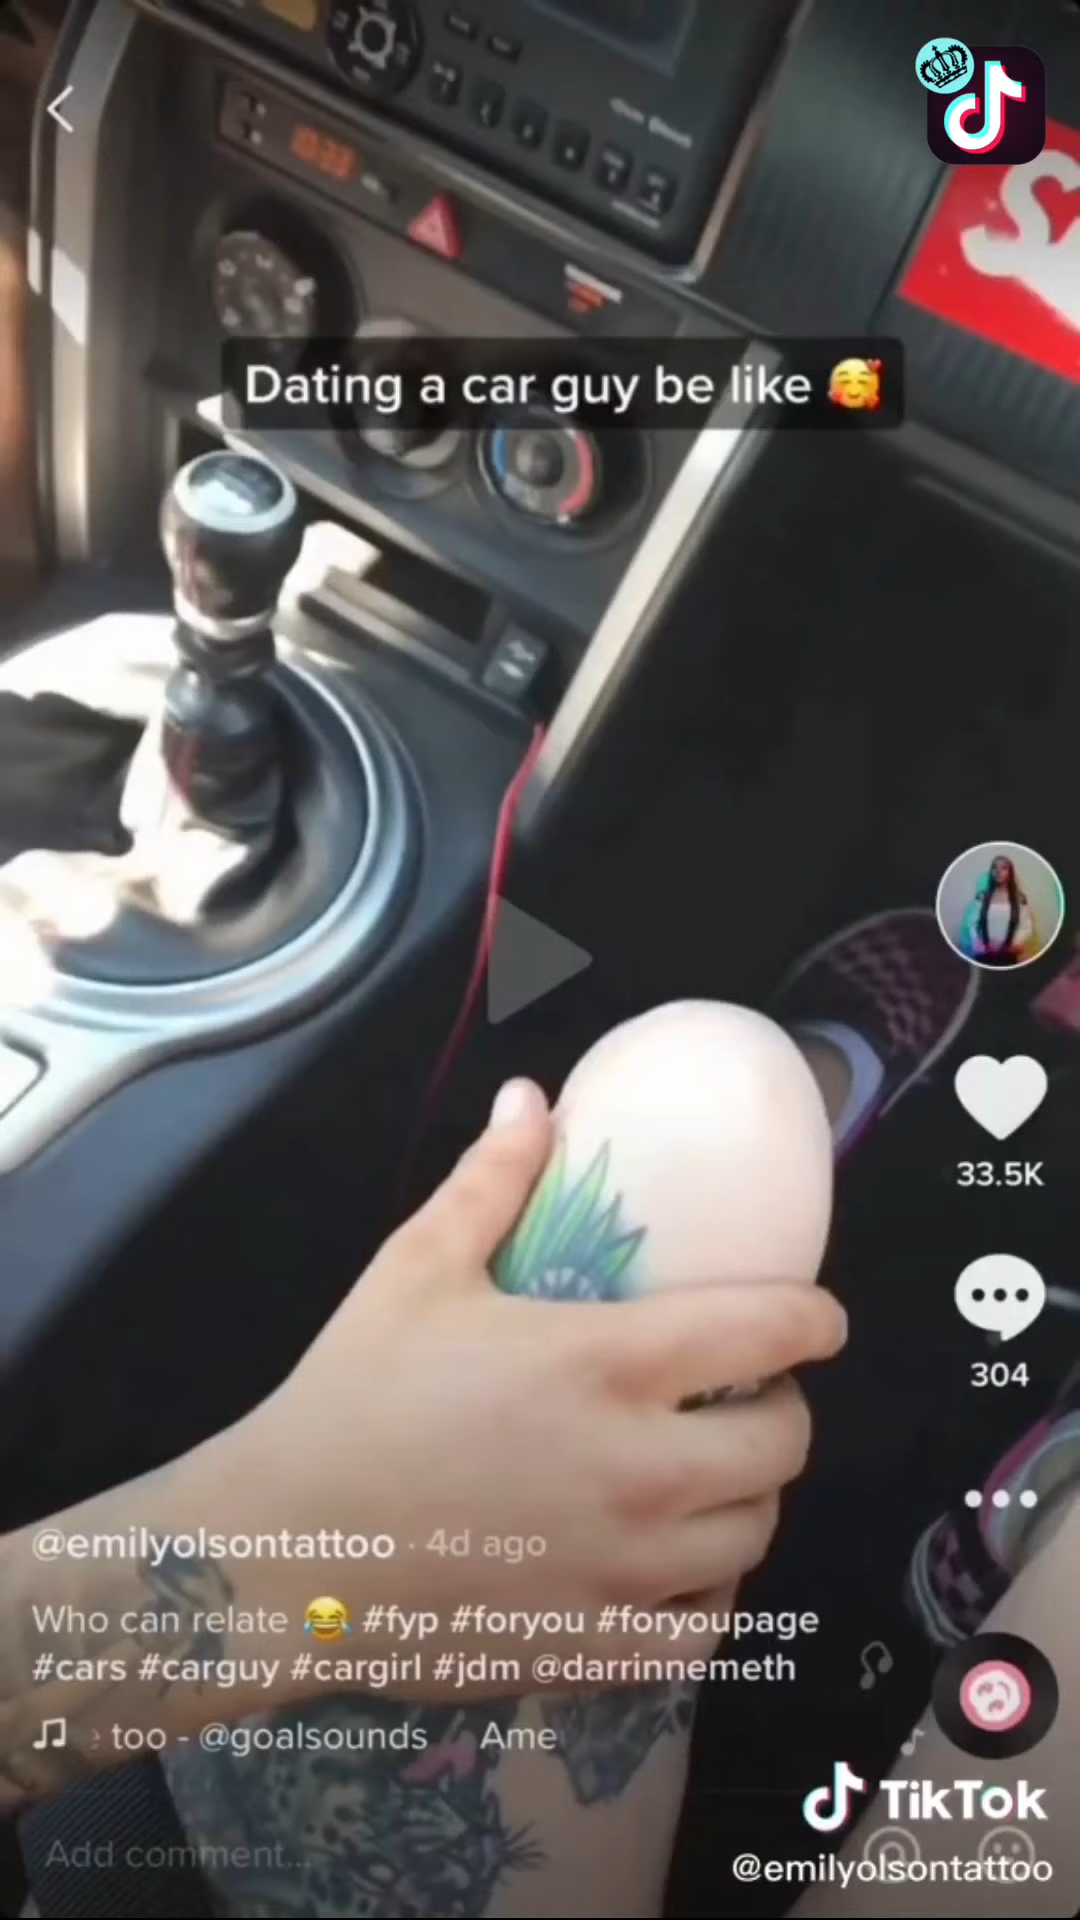 Dating a car guy be like 🥰
33.5K
304
@emilyolsontattoo · 4d ago
Who can relate 😂 #fyp #foryou #foryoupage
#cars #carguy #cargirl #jdm @darrinnemeth
too - @goalsounds Ame
TikTok
Add comment...
@emilyolsontattoo